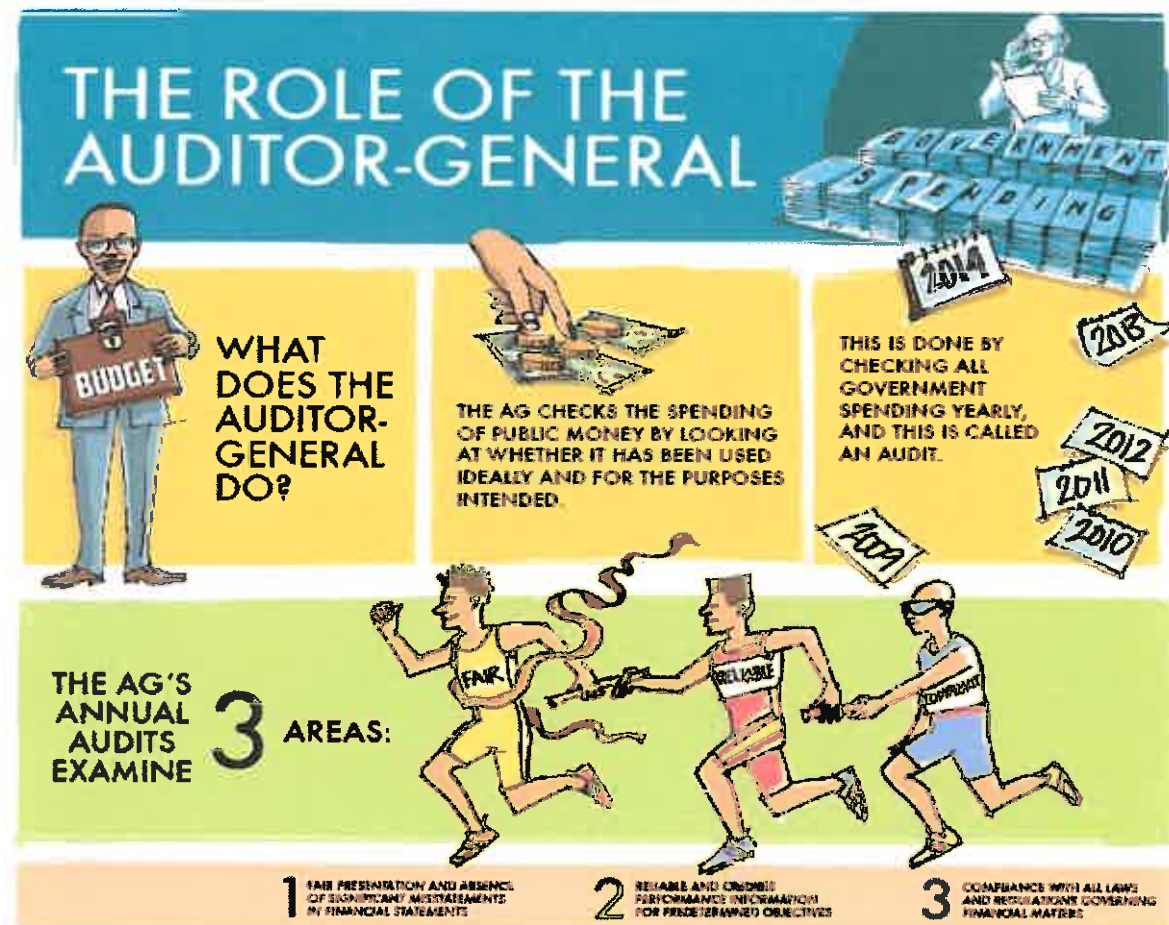 THE ROLE OF THE
AUDITOR-GENERAL
GOVERNMENT
SPENDING
BUDGET
WHAT
DOES THE
AUDITOR-
GENERAL
DO?
THE AG CHECKS THE SPENDING
OF PUBLIC MONEY BY LOOKING
AT WHETHER IT HAS BEEN USED
IDEALLY AND FOR THE PURPOSES
INTENDED.
2014
2013
THIS IS DONE BY
CHECKING ALL
GOVERNMENT
SPENDING YEARLY,
AND THIS IS CALLED
AN AUDIT.
2012
2011
2010
2009
THE AG'S
ANNUAL
AUDITS
EXAMINE
3 AREAS:
FAIR
RELIABLE
COMPLIANT
1 FAIR PRESENTATION AND ABSENCE
OF SIGNIFICANT MISSTATEMENTS
IN FINANCIAL STATEMENTS
2 RELIABLE AND CREDIBLE
PERFORMANCE INFORMATION
FOR PREDETERMINED OBJECTIVES
3 COMPLIANCE WITH ALL LAWS
AND REGULATIONS GOVERNING
FINANCIAL MATTERS